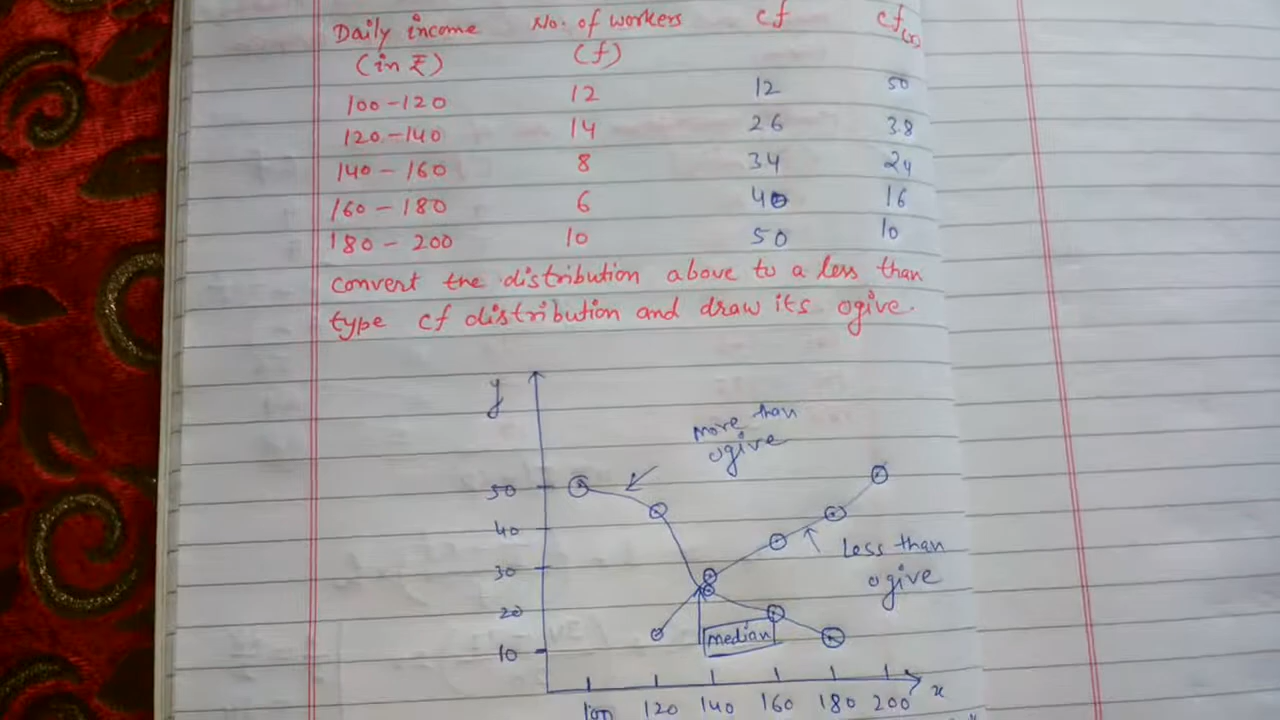 Daily income No. of workers cf cf
(in ₹) (f) (x)
100-120 12 12 50
120-140 14 26 38
140-160 8 34 24
160-180 6 40 16
180-200 10 50 10
convert the distribution above to a less than
type cf distribution and draw its ogive.
y
more than
ogive
50
40
30
20
10
Less than
ogive
median
100 120 140 160 180 200 x